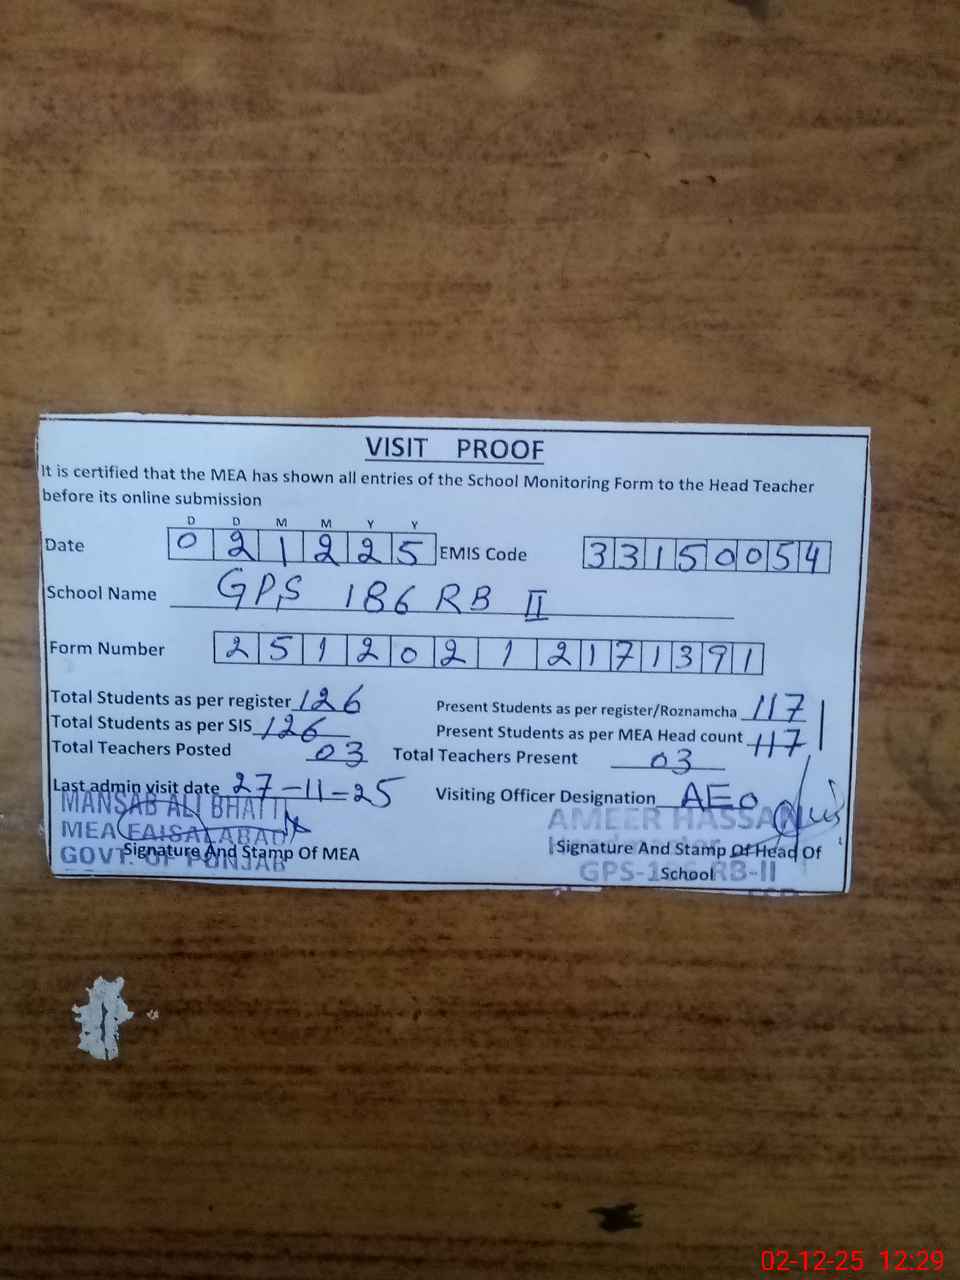 VISIT PROOF
It is certified that the MEA has shown all entries of the School Monitoring Form to the Head Teacher
before its online submission
D D M M Y Y
Date 0 2 1 2 2 5 EMIS Code 3 3 1 5 0 0 5 4
School Name GPS 186 RB II
Form Number 2 5 1 2 0 2 1 2 1 7 1 3 9 1
Total Students as per register 126 Present Students as per register/Roznamcha 117
Total Students as per SIS 126 Present Students as per MEA Head count 117
Total Teachers Posted 03 Total Teachers Present 03
Last admin visit date 27-11-25 Visiting Officer Designation AEO
MANSAB ALI BHATTI
MEA FAISALABAD
GOVT. OF PUNJAB
Signature And Stamp Of MEA
AMEER HASSAN
Signature And Stamp Of Head Of
School
GPS-186 RB-II
02-12-25 12:29